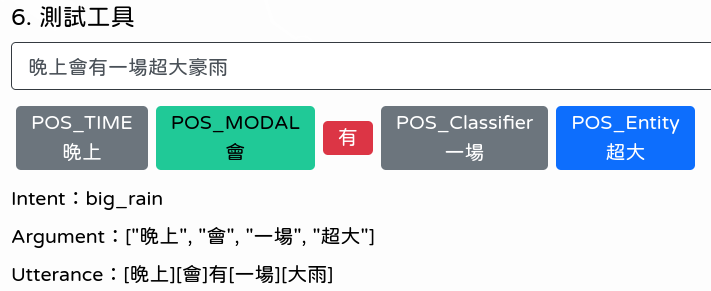 6. 測試工具
晚上會有一場超大豪雨
POS_TIME
晚上
POS_MODAL
會
有
POS_Classifier
一場
POS_Entity
超大
Intent：big_rain
Argument：["晚上", "會", "一場", "超大"]
Utterance：[晚上][會]有[一場][大雨]